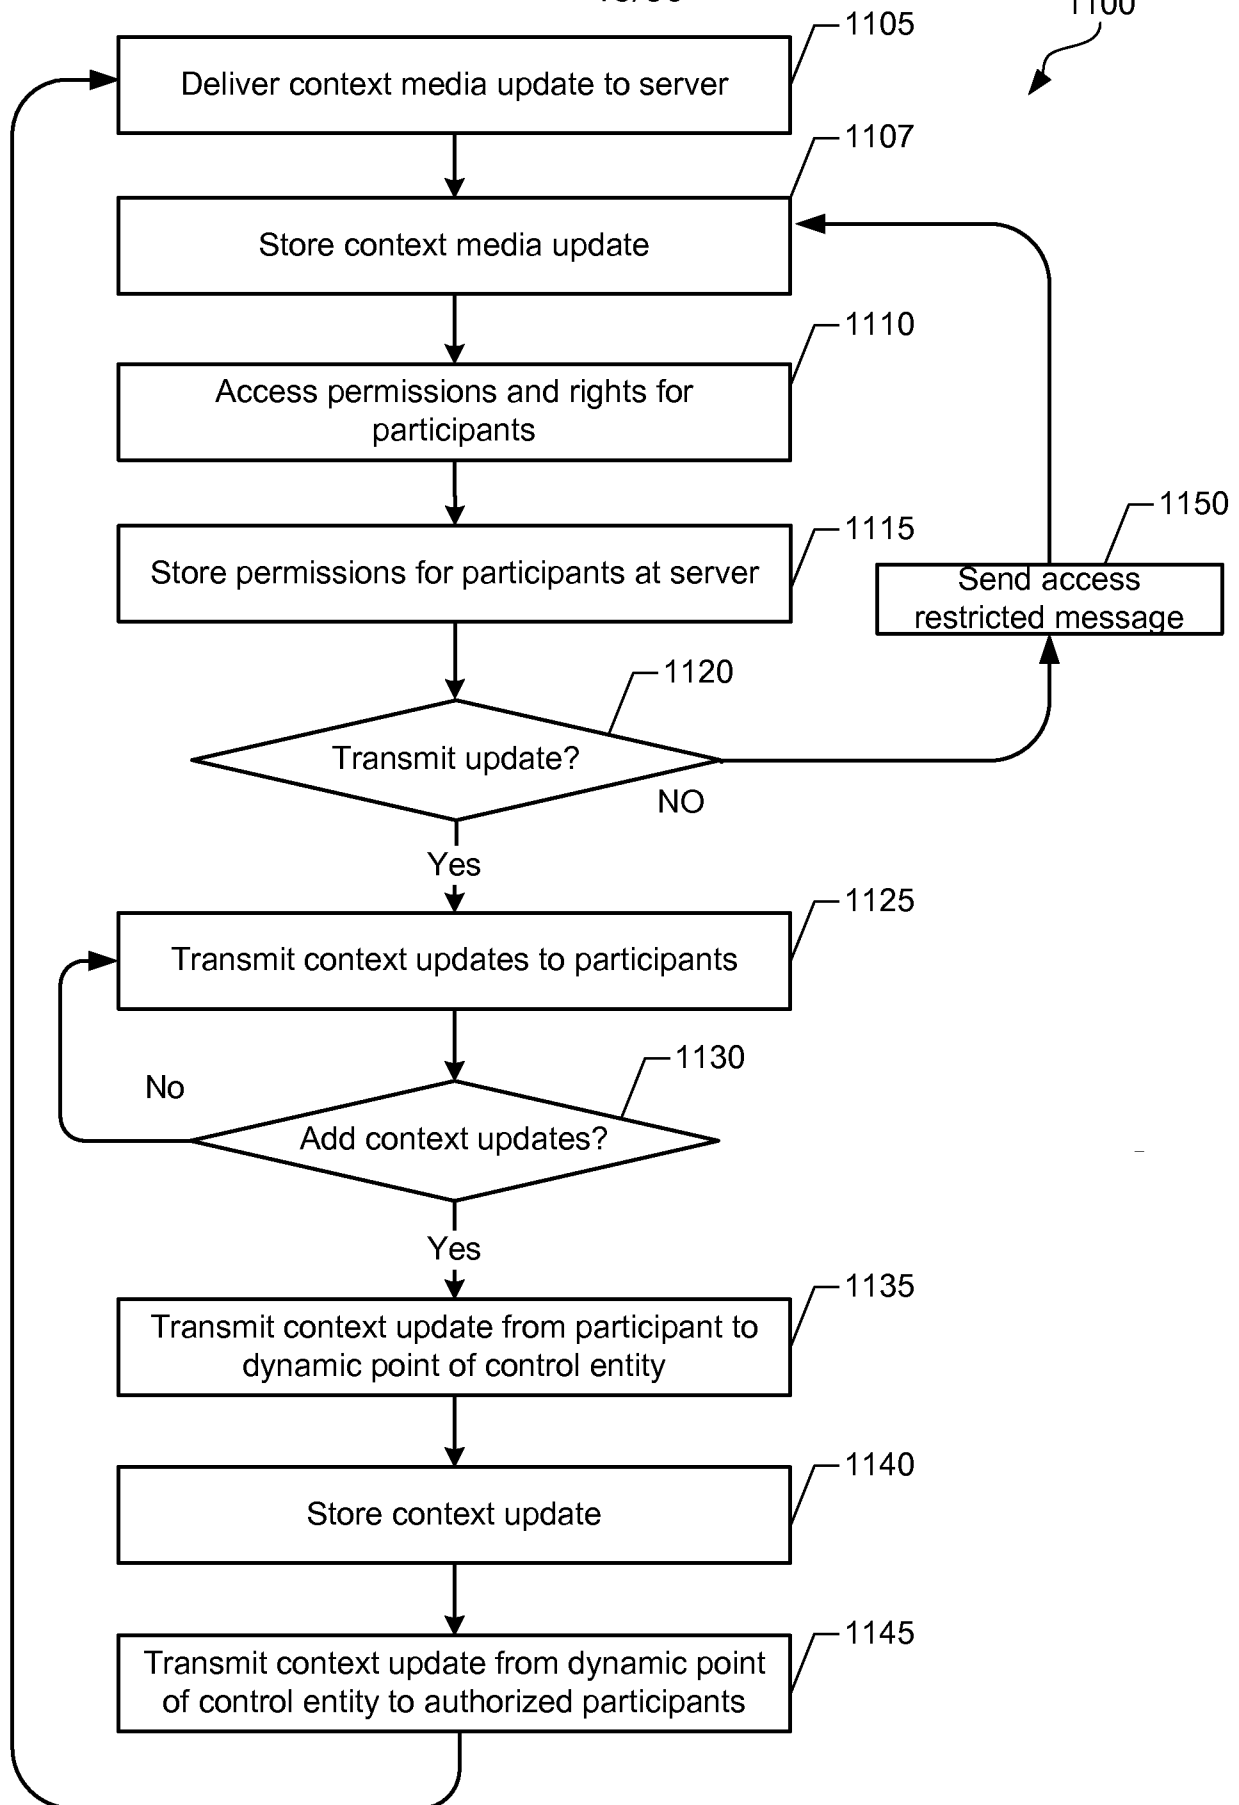 1100
1105
Deliver context media update to server
1107
Store context media update
1110
Access permissions and rights for
participants
1150
1115
Store permissions for participants at server
Send access
restricted message
1120
Transmit update?
NO
Yes
1125
Transmit context updates to participants
1130
No
Add context updates?
Yes
1135
Transmit context update from participant to
dynamic point of control entity
1140
Store context update
1145
Transmit context update from dynamic point
of control entity to authorized participants